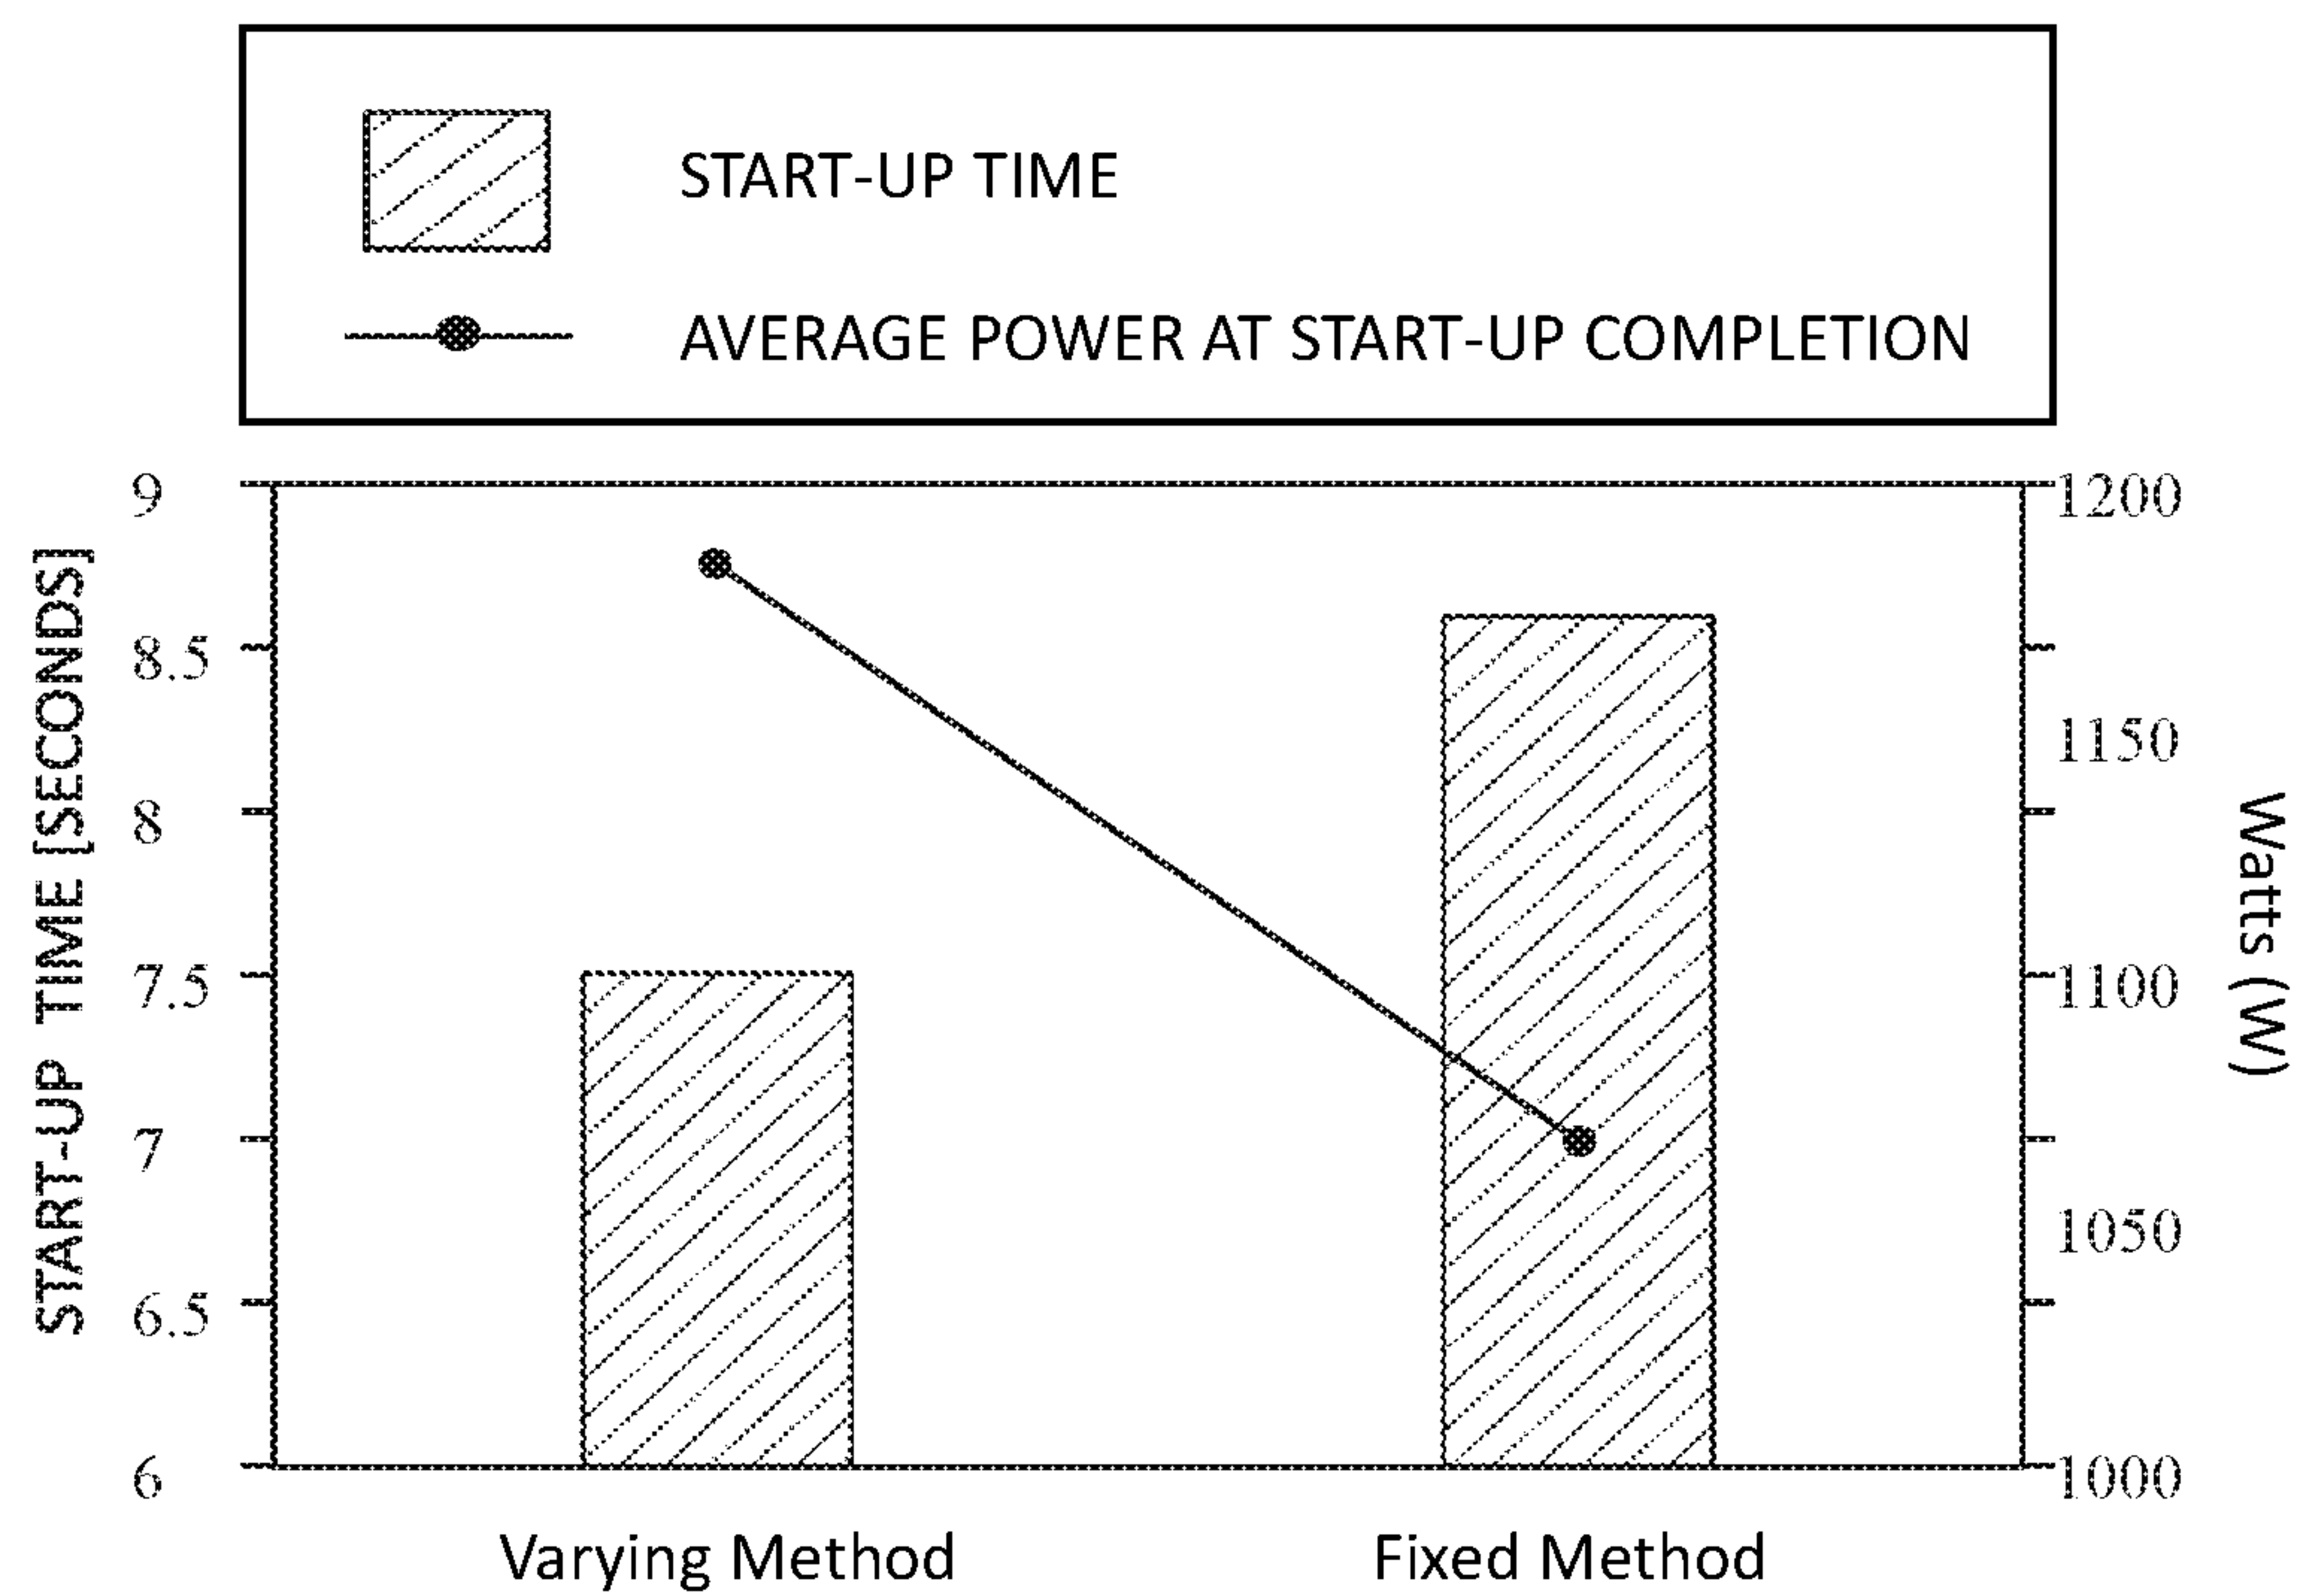 START-UP TIME
AVERAGE POWER AT START-UP COMPLETION
START-UP TIME [SECONDS]
9
8.5
8
7.5
7
6.5
6
1200
1150
1100
1050
1000
Watts (W)
Varying Method
Fixed Method